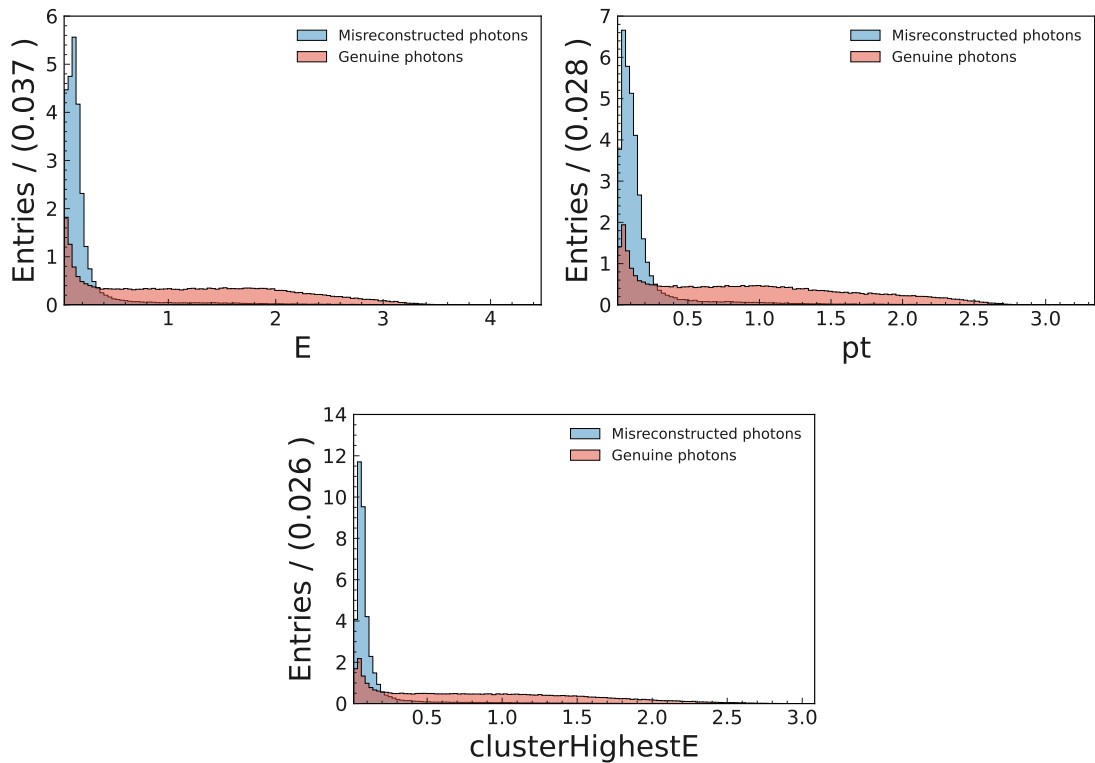 6
5
4
3
2
1
0
Entries / (0.037 )
Misreconstructed photons
Genuine photons
1 2 3 4
E
7
6
5
4
3
2
1
0
Entries / (0.028 )
Misreconstructed photons
Genuine photons
0.5 1.0 1.5 2.0 2.5 3.0
pt
14
12
10
8
6
4
2
0
Entries / (0.026 )
Misreconstructed photons
Genuine photons
0.5 1.0 1.5 2.0 2.5 3.0
clusterHighestE